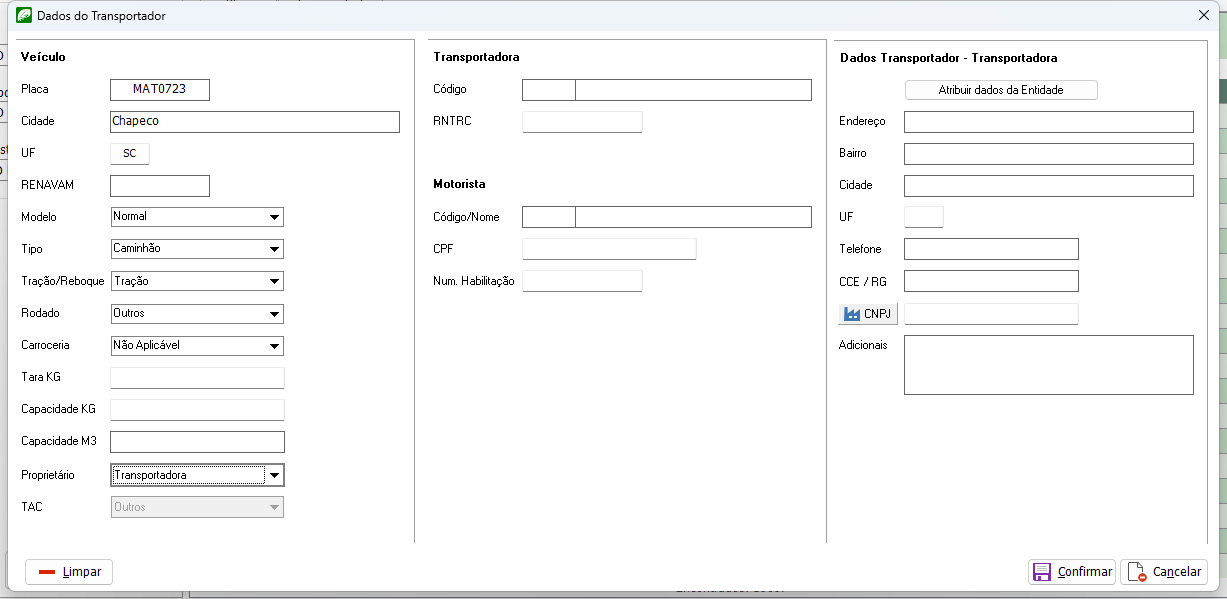 Dados do Transportador
Veículo
Placa MAT0723
Cidade Chapeco
UF SC
RENAVAM
Modelo Normal
Tipo Caminhão
Tração/Reboque Tração
Rodado Outros
Carroceria Não Aplicável
Tara KG
Capacidade KG
Capacidade M3
Proprietário Transportadora
TAC Outros
Transportadora
Código
RNTRC
Motorista
Código/Nome
CPF
Num. Habilitação
Dados Transportador - Transportadora
Atribuir dados da Entidade
Endereço
Bairro
Cidade
UF
Telefone
CCE / RG
CNPJ
Adicionais
Limpar
Confirmar
Cancelar